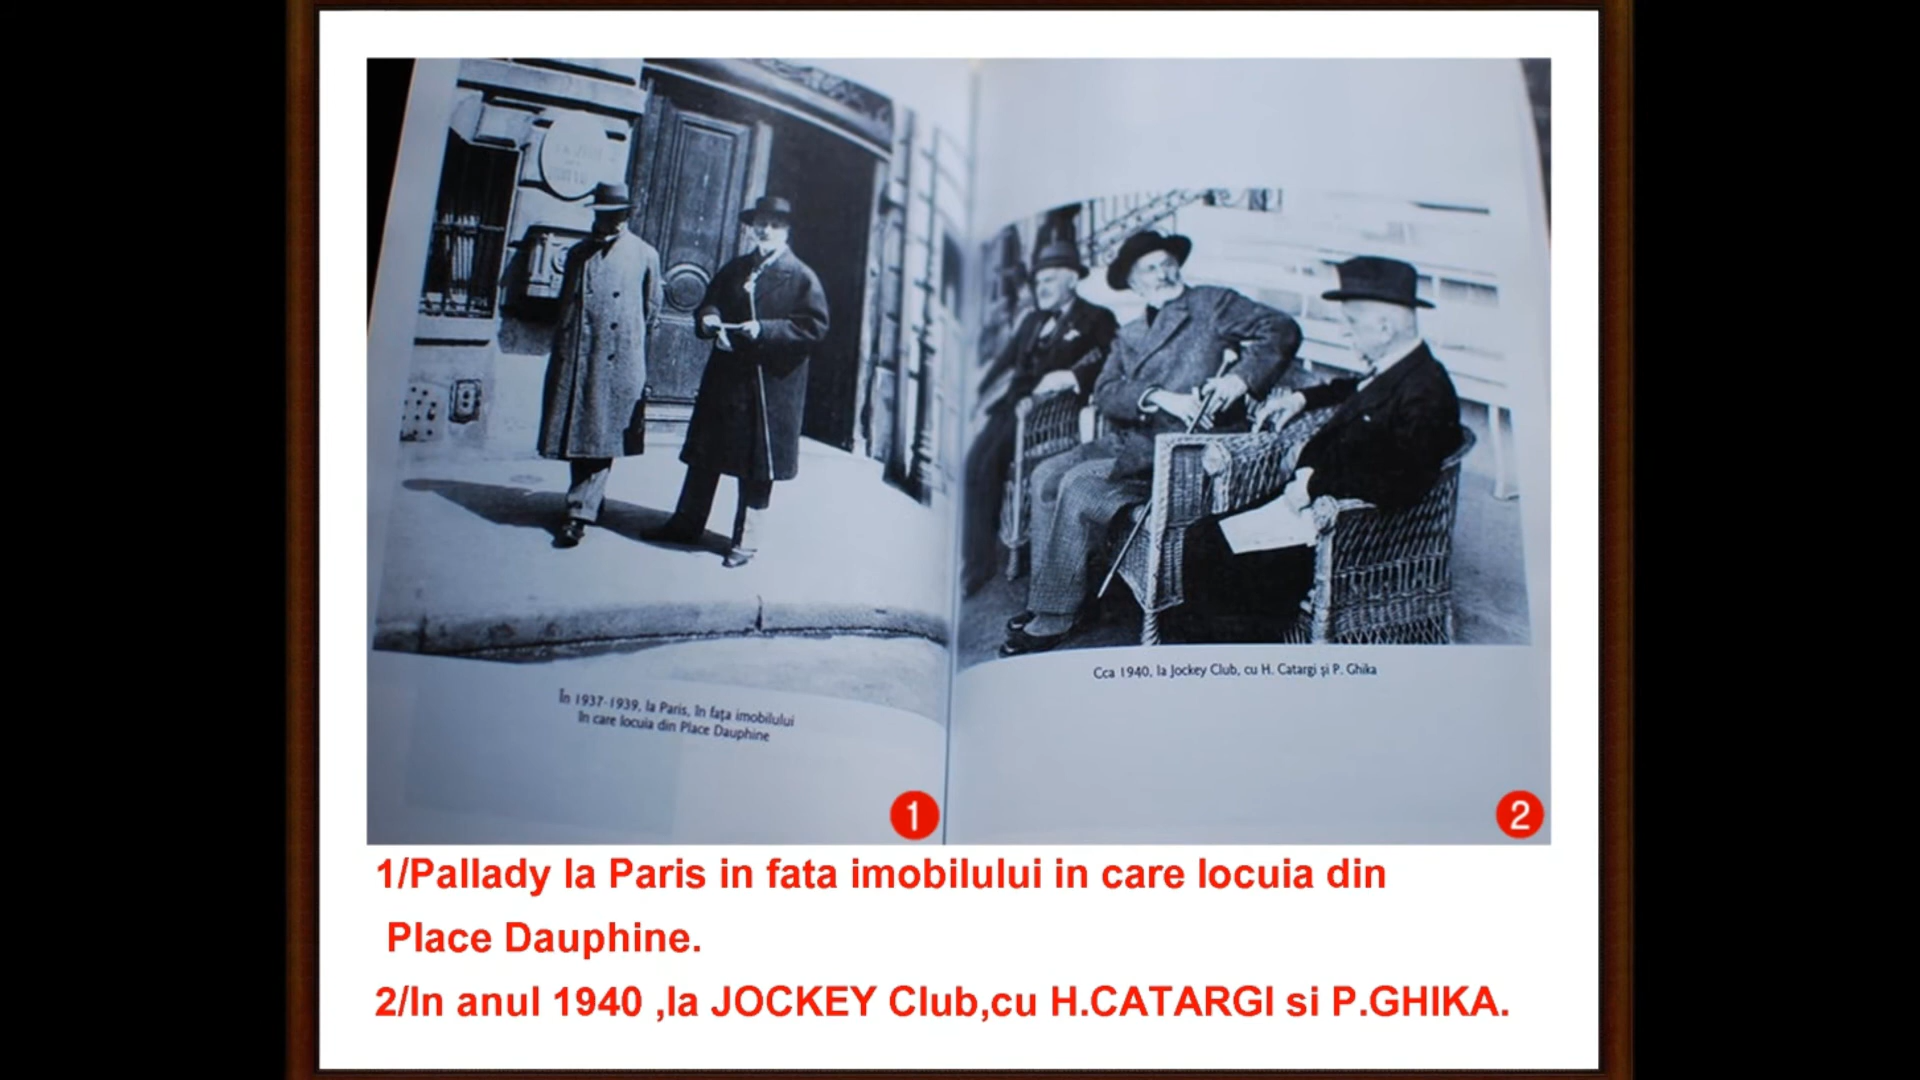 În 1937-1939, la Paris, în fața imobilului
în care locuia din Place Dauphine
Cca 1940, la Jockey Club, cu H. Catargi și P. Ghika
1
2
1/Pallady la Paris in fata imobilului in care locuia din
Place Dauphine.
2/In anul 1940 ,la JOCKEY Club,cu H.CATARGI si P.GHIKA.